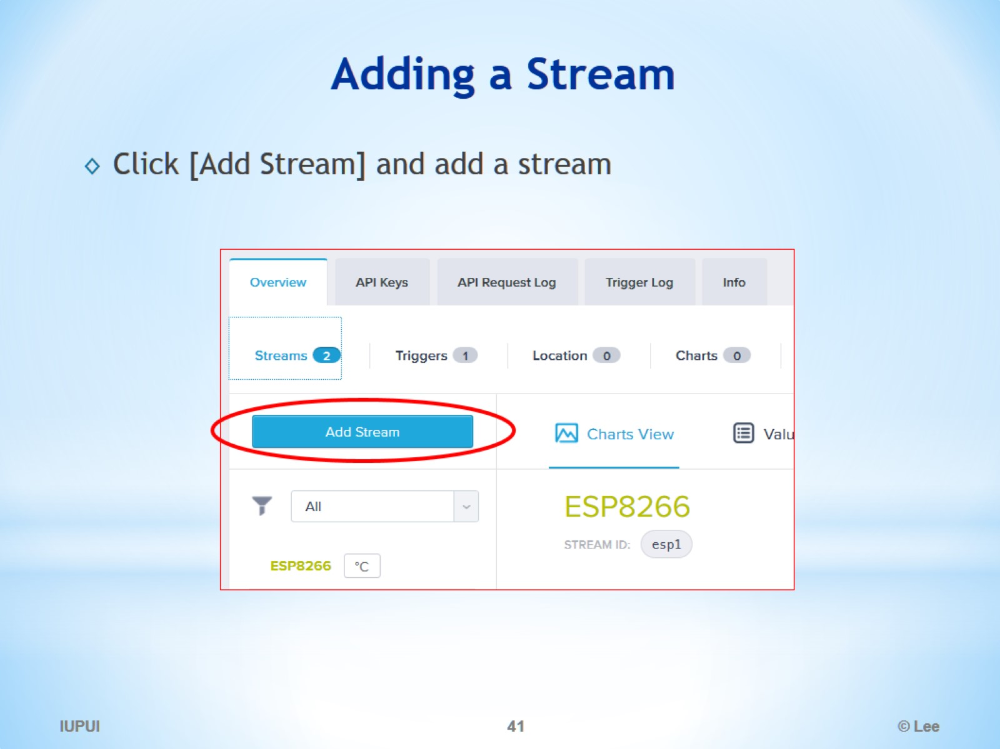 Adding a Stream
Click [Add Stream] and add a stream
Overview API Keys API Request Log Trigger Log Info
Streams 2 Triggers 1 Location 0 Charts 0
Add Stream Charts View Valu
All ESP8266
STREAM ID: esp1
ESP8266 °C
IUPUI 41 © Lee